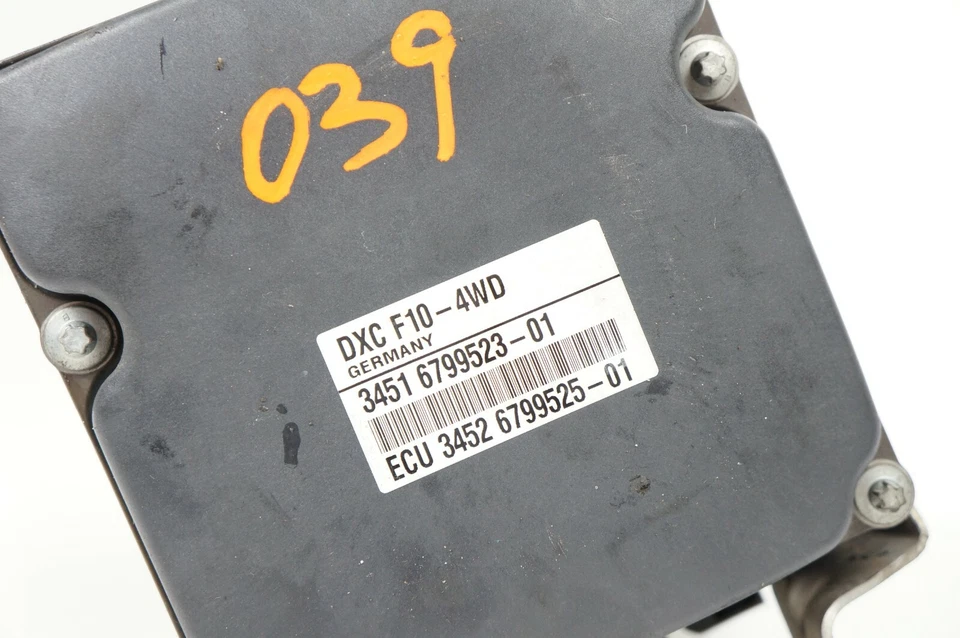 039
DXC F10-4WD
GERMANY
3451 6799523-01
ECU 3452 6799525-01